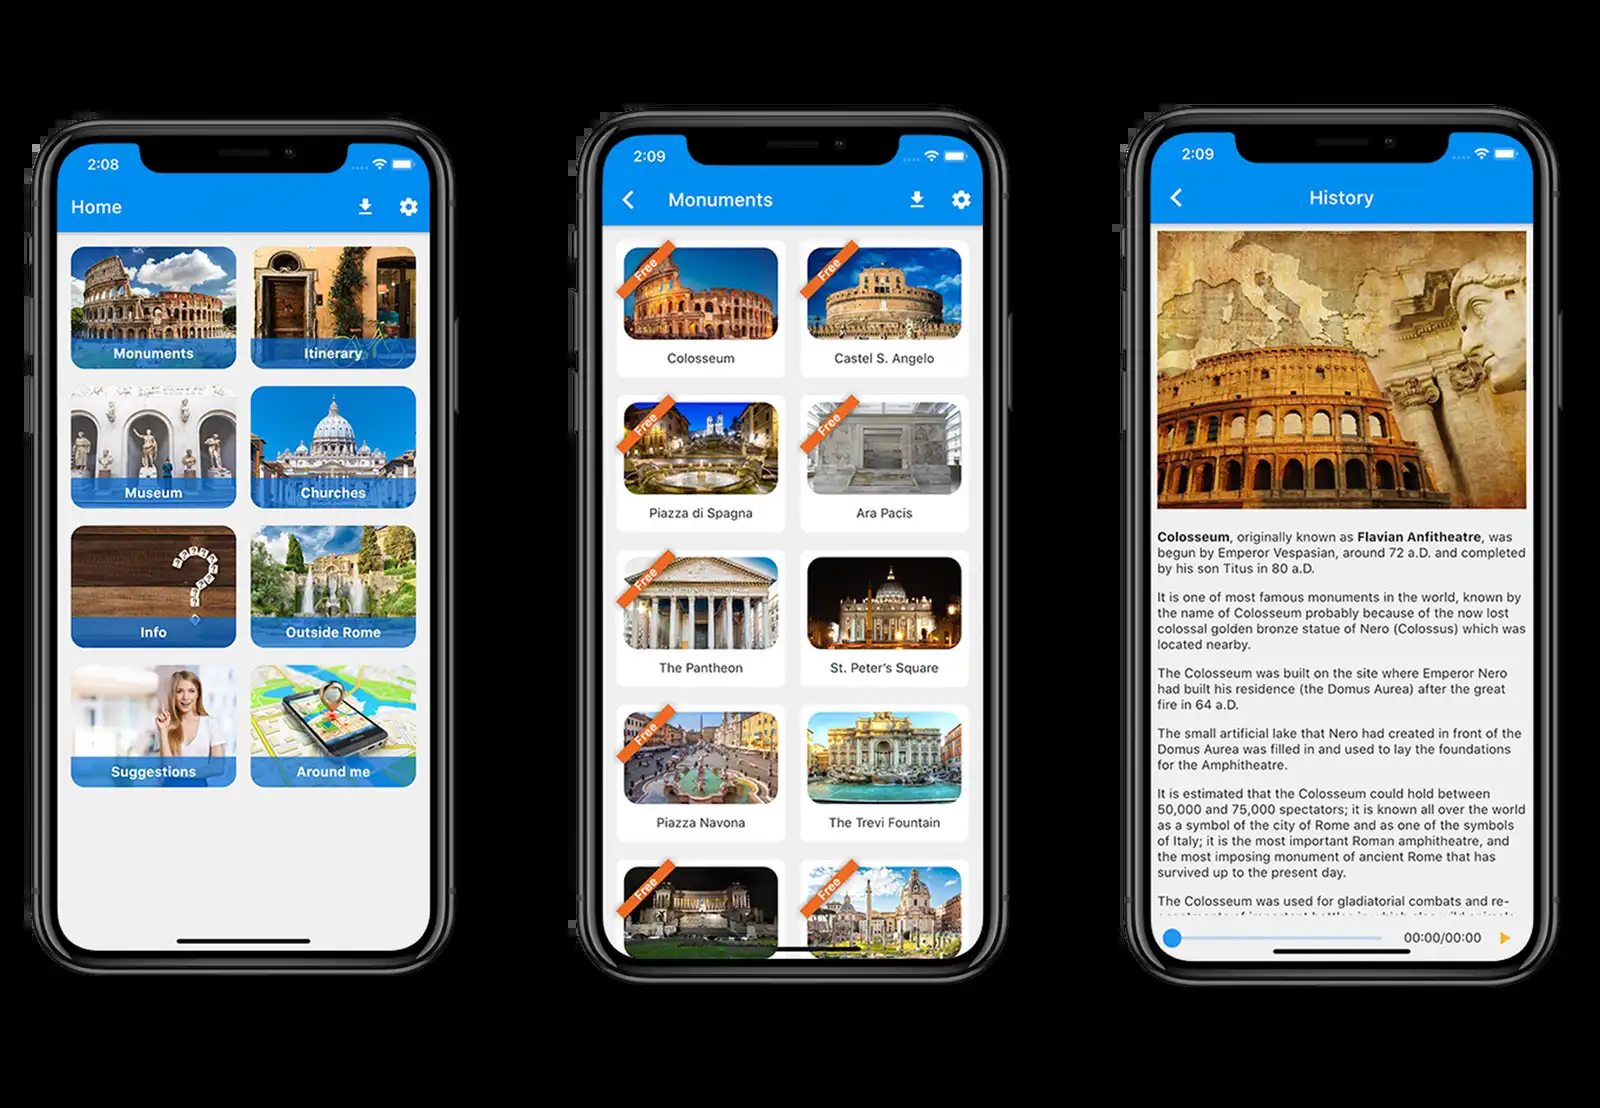 2:08
Home
Monuments
Itinerary
Museum
Churches
Info
Outside Rome
Suggestions
Around me
2:09
Monuments
Free
Free
Colosseum
Castel S. Angelo
Free
Free
Piazza di Spagna
Ara Pacis
Free
The Pantheon
St. Peter's Square
Free
Piazza Navona
The Trevi Fountain
Free
Free
2:09
History
Colosseum, originally known as Flavian Anfitheatre, was
begun by Emperor Vespasian, around 72 a.D. and completed
by his son Titus in 80 a.D.
It is one of most famous monuments in the world, known by
the name of Colosseum probably because of the now lost
colossal golden bronze statue of Nero (Colossus) which was
located nearby.
The Colosseum was built on the site where Emperor Nero
had built his residence (the Domus Aurea) after the great
fire in 64 a.D.
The small artificial lake that Nero had created in front of the
Domus Aurea was filled in and used to lay the foundations
for the Amphitheatre.
It is estimated that the Colosseum could hold between
50,000 and 75,000 spectators; it is known all over the world
as a symbol of the city of Rome and as one of the symbols
of Italy; it is the most important Roman amphitheatre, and
the most imposing monument of ancient Rome that has
survived up to the present day.
The Colosseum was used for gladiatorial combats and re-
00:00/00:00